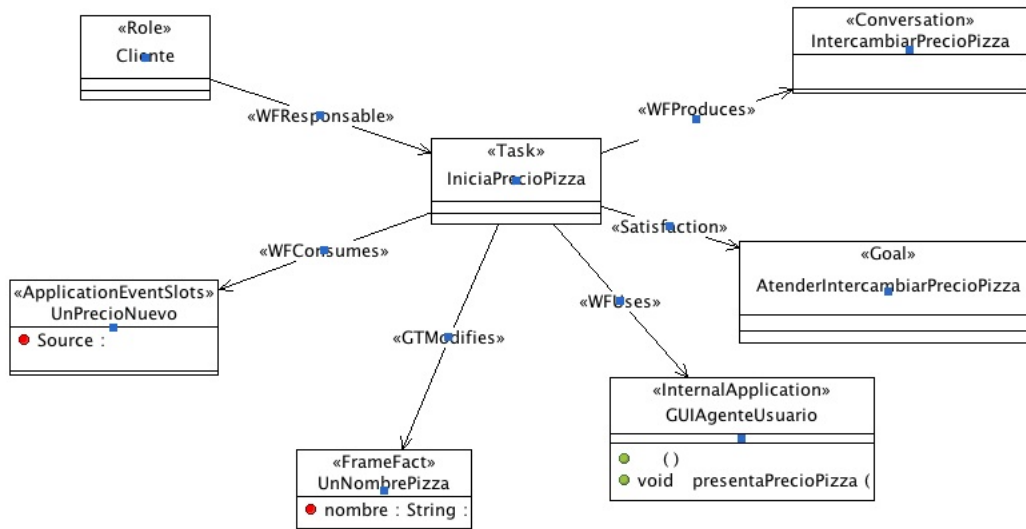 «Role»
Cliente
«Conversation»
IntercambiarPrecioPizza
«WFResponsable»
«WFProduces»
«Task»
IniciaPrecioPizza
«Satisfaction»
«WFConsumes»
«Goal»
AtenderIntercambiarPrecioPizza
«ApplicationEventSlots»
UnPrecioNuevo
Source :
«WFUses»
«GTModifies»
«InternalApplication»
GUIAgenteUsuario
()
void presentaPrecioPizza (
«FrameFact»
UnNombrePizza
nombre : String :